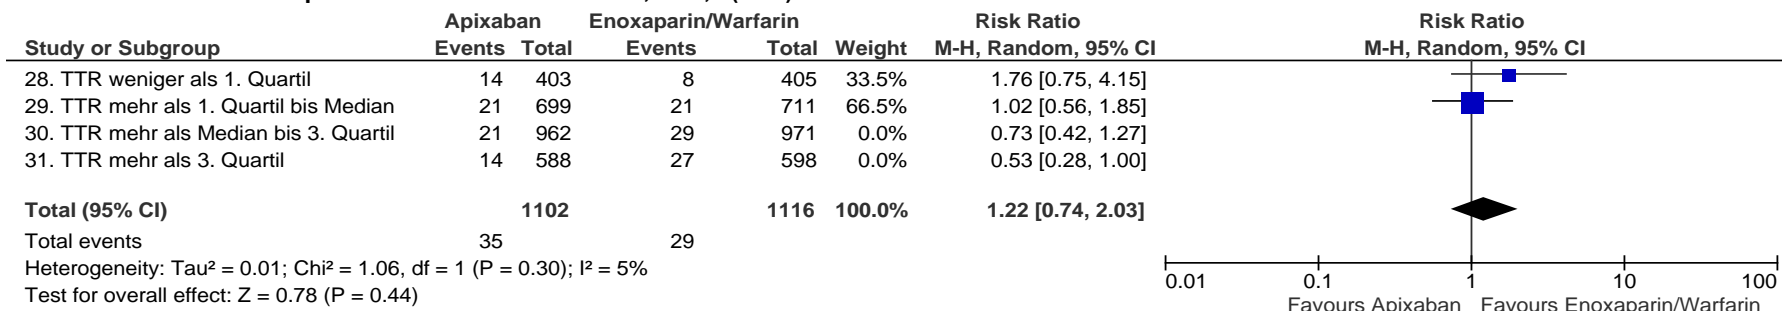 Apixaban Enoxaparin/Warfarin Risk Ratio Risk Ratio
Study or Subgroup Events Total Events Total Weight M-H, Random, 95% CI M-H, Random, 95% CI
28. TTR weniger als 1. Quartil 14 403 8 405 33.5% 1.76 [0.75, 4.15]
29. TTR mehr als 1. Quartil bis Median 21 699 21 711 66.5% 1.02 [0.56, 1.85]
30. TTR mehr als Median bis 3. Quartil 21 962 29 971 0.0% 0.73 [0.42, 1.27]
31. TTR mehr als 3. Quartil 14 588 27 598 0.0% 0.53 [0.28, 1.00]
Total (95% CI) 1102 1116 100.0% 1.22 [0.74, 2.03]
Total events 35 29
Heterogeneity: Tau² = 0.01; Chi² = 1.06, df = 1 (P = 0.30); I² = 5%
Test for overall effect: Z = 0.78 (P = 0.44)
0.01 0.1 1 10 100
Favours Apixaban Favours Enoxaparin/Warfarin